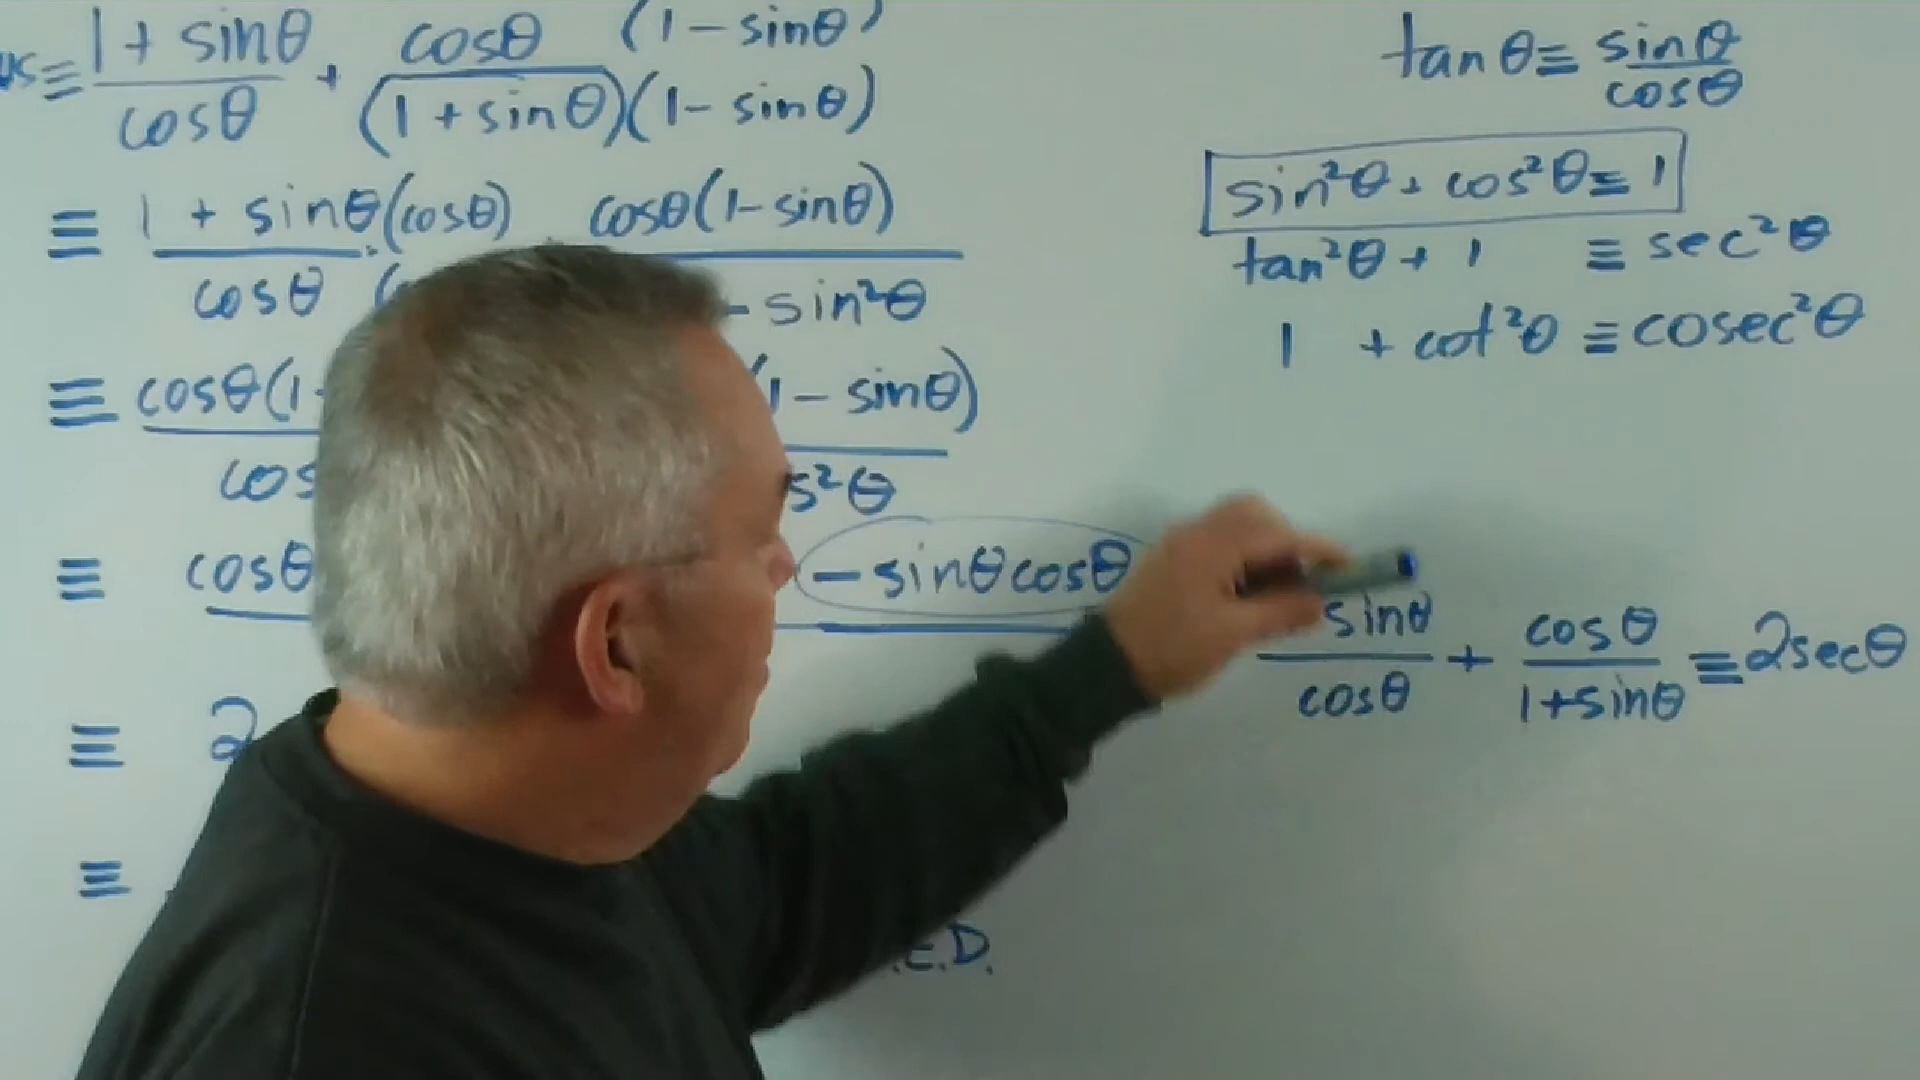 ≡ 1 + sinθ / cosθ + cosθ (1 - sinθ) / (1 + sinθ)(1 - sinθ)
≡ 1 + sinθ(cosθ) / cosθ cosθ(1 - sinθ) / - sin²θ
≡ cosθ(1 (1 - sinθ) / cos s²θ
≡ cosθ - sinθcosθ
≡ 2
≡
.E.D.
tanθ ≡ sinθ / cosθ
sin²θ + cos²θ ≡ 1
tan²θ + 1 ≡ sec²θ
1 + cot²θ ≡ cosec²θ
sinθ / cosθ + cosθ / 1+sinθ ≡ 2secθ